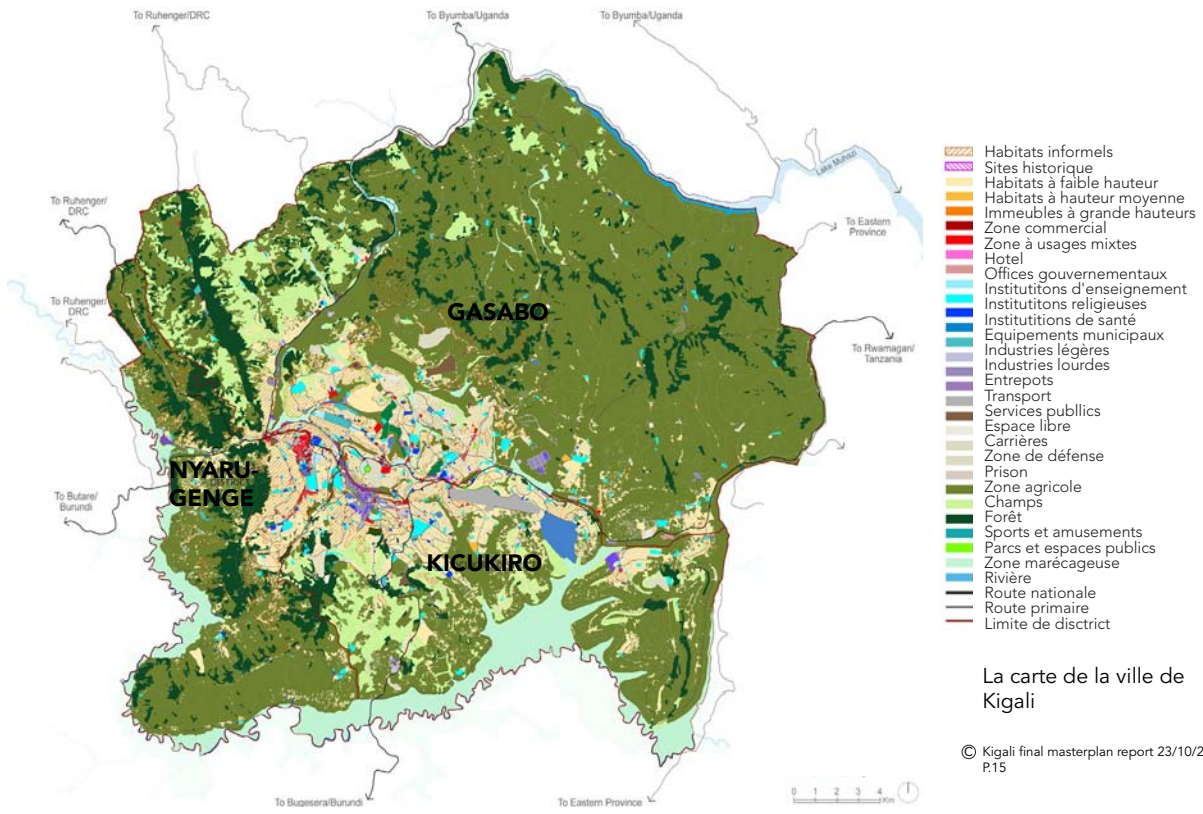 To Ruhenger/DRC
To Byumba/Uganda
To Byumba/Uganda
Lake Muhazi
To Ruhenger/
DRC
To Eastern
Province
To Ruhenger/
DRC
GASABO
To Rwamagan/
Tanzania
NYARU-
GENGE
DISTRICT
To Butare/
Burundi
KICUKIRO
To Bugesera/Burundi
To Eastern Province
0 1 2 3 4
Km
Habitats informels
Sites historique
Habitats à faible hauteur
Habitats à hauteur moyenne
Immeubles à grande hauteurs
Zone commercial
Zone à usages mixtes
Hotel
Offices gouvernementaux
Institutitons d'enseignement
Institutitons religieuses
Institutitions de santé
Equipements municipaux
Industries légères
Industries lourdes
Entrepots
Transport
Services publlics
Espace libre
Carrières
Zone de défense
Prison
Zone agricole
Champs
Forêt
Sports et amusements
Parcs et espaces publics
Zone marécageuse
Rivière
Route nationale
Route primaire
Limite de disctrict
La carte de la ville de
Kigali
© Kigali final masterplan report 23/10/2
P.15